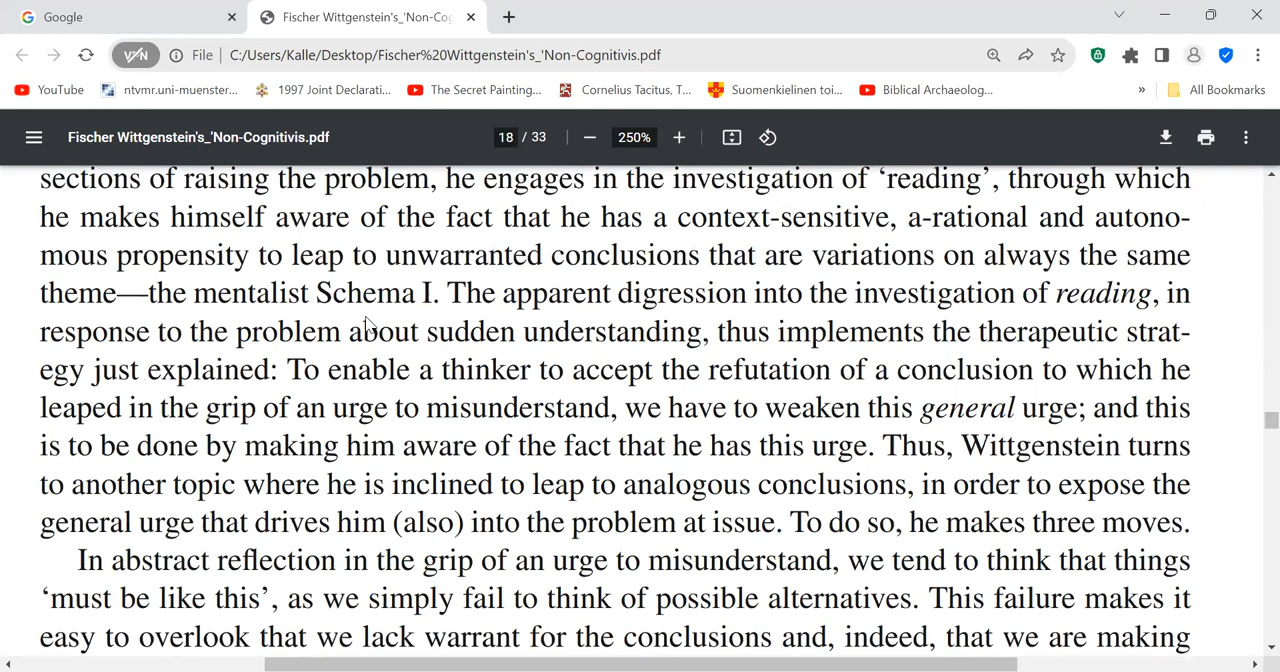 Google
Fischer Wittgenstein's_'Non-Co
VPN
File
C:/Users/Kalle/Desktop/Fischer%20Wittgenstein's_'Non-Cognitivis.pdf
YouTube
ntvmr.uni-muenster...
1997 Joint Declarati...
The Secret Painting...
Cornelius Tacitus, T...
Suomenkielinen toi...
Biblical Archaeolog...
»
All Bookmarks
Fischer Wittgenstein's_'Non-Cognitivis.pdf
18 / 33
250%
sections of raising the problem, he engages in the investigation of ‘reading’, through which
he makes himself aware of the fact that he has a context-sensitive, a-rational and autono-
mous propensity to leap to unwarranted conclusions that are variations on always the same
theme—the mentalist Schema I. The apparent digression into the investigation of reading, in
response to the problem about sudden understanding, thus implements the therapeutic strat-
egy just explained: To enable a thinker to accept the refutation of a conclusion to which he
leaped in the grip of an urge to misunderstand, we have to weaken this general urge; and this
is to be done by making him aware of the fact that he has this urge. Thus, Wittgenstein turns
to another topic where he is inclined to leap to analogous conclusions, in order to expose the
general urge that drives him (also) into the problem at issue. To do so, he makes three moves.
In abstract reflection in the grip of an urge to misunderstand, we tend to think that things
‘must be like this’, as we simply fail to think of possible alternatives. This failure makes it
easy to overlook that we lack warrant for the conclusions and, indeed, that we are making